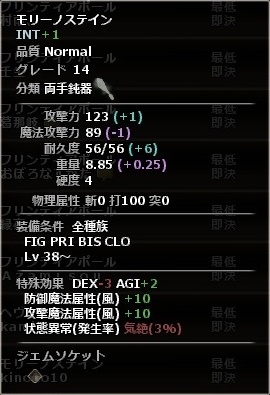 モリーノステイン
INT+1
品質 Normal
グレード 14
分類 両手鈍器
攻撃力 123 (+1)
魔法攻撃力 89 (-1)
耐久度 56/56 (+6)
重量 8.85 (+0.25)
硬度 4
物理属性 斬0 打100 突0
装備条件 全種族
FIG PRI BIS CLO
Lv 38～
特殊効果 DEX-3 AGI+2
防御魔法属性(風) +10
攻撃魔法属性(風) +10
状態異常(発生率) 気絶(3%)
ジェムソケット